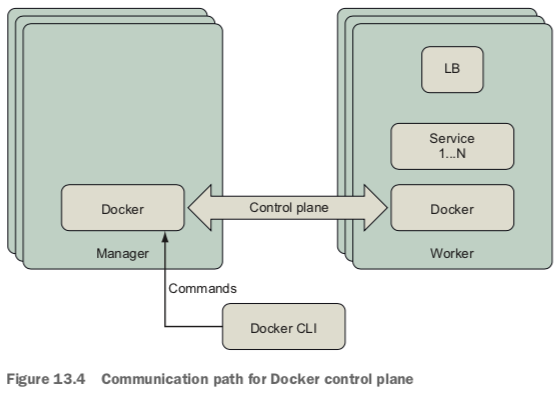 LB
Service
1...N
Docker
Control plane
Docker
Manager
Worker
Commands
Docker CLI
Figure 13.4 Communication path for Docker control plane